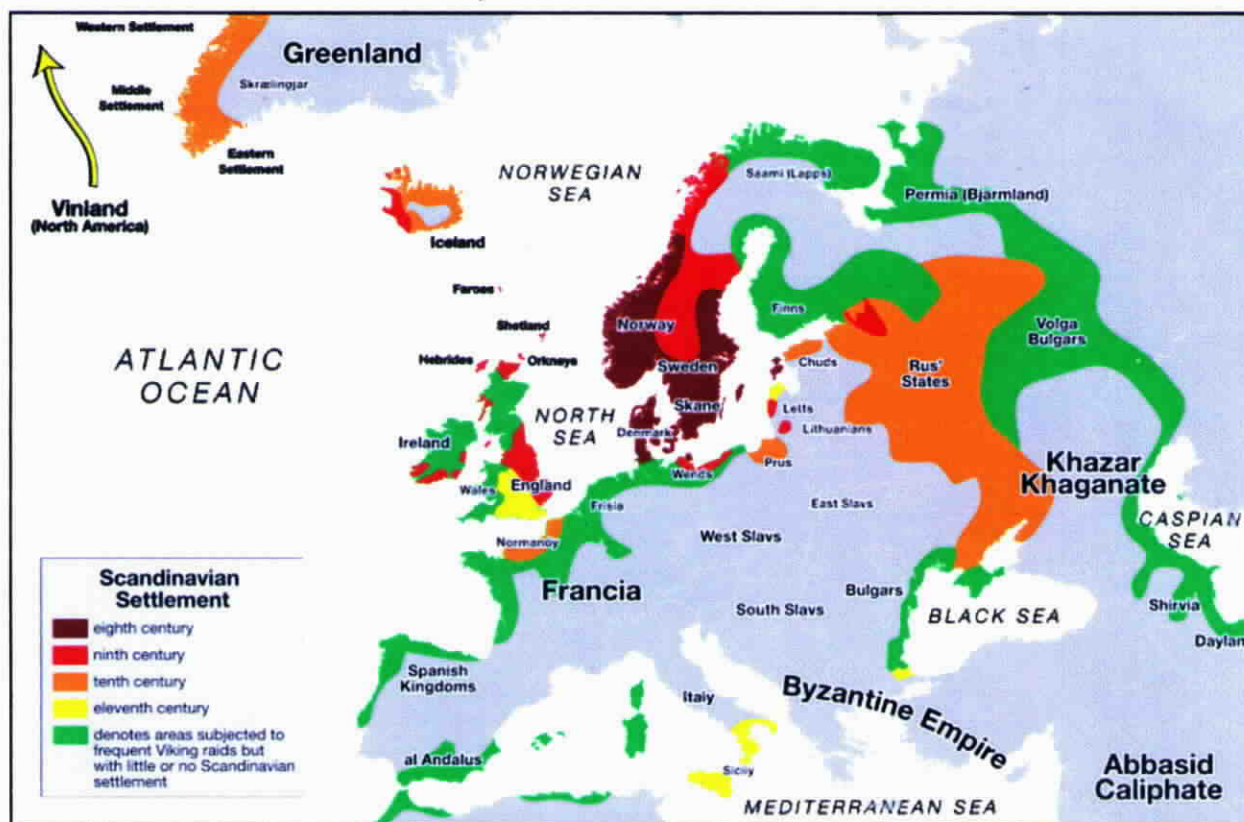 Western Settlement
Greenland
Skrælingjar
Middle
Settlement
Eastern
Settlement
Vinland
(North America)
NORWEGIAN
SEA
Iceland
Saami (Lapps)
Permia (Bjarmland)
Faroes
Shetland
Hebrides
Orkneys
Norway
Finns
Volga
Bulgars
ATLANTIC
OCEAN
Sweden
Chuds
Rus'
States
Skane
NORTH
SEA
Denmark
Letts
Lithuanians
Ireland
Wends
Prus
Khazar
Khaganate
Wales
England
Frisia
East Slavs
CASPIAN
SEA
West Slavs
Normanoy
Francia
Bulgars
South Slavs
BLACK SEA
Shirvia
Daylam
Spanish
Kingdoms
Italy
Byzantine Empire
al Andalus
Sicily
Abbasid
Caliphate
MEDITERRANEAN SEA
Scandinavian
Settlement
eighth century
ninth century
tenth century
eleventh century
denotes areas subjected to
frequent Viking raids but
with little or no Scandinavian
settlement